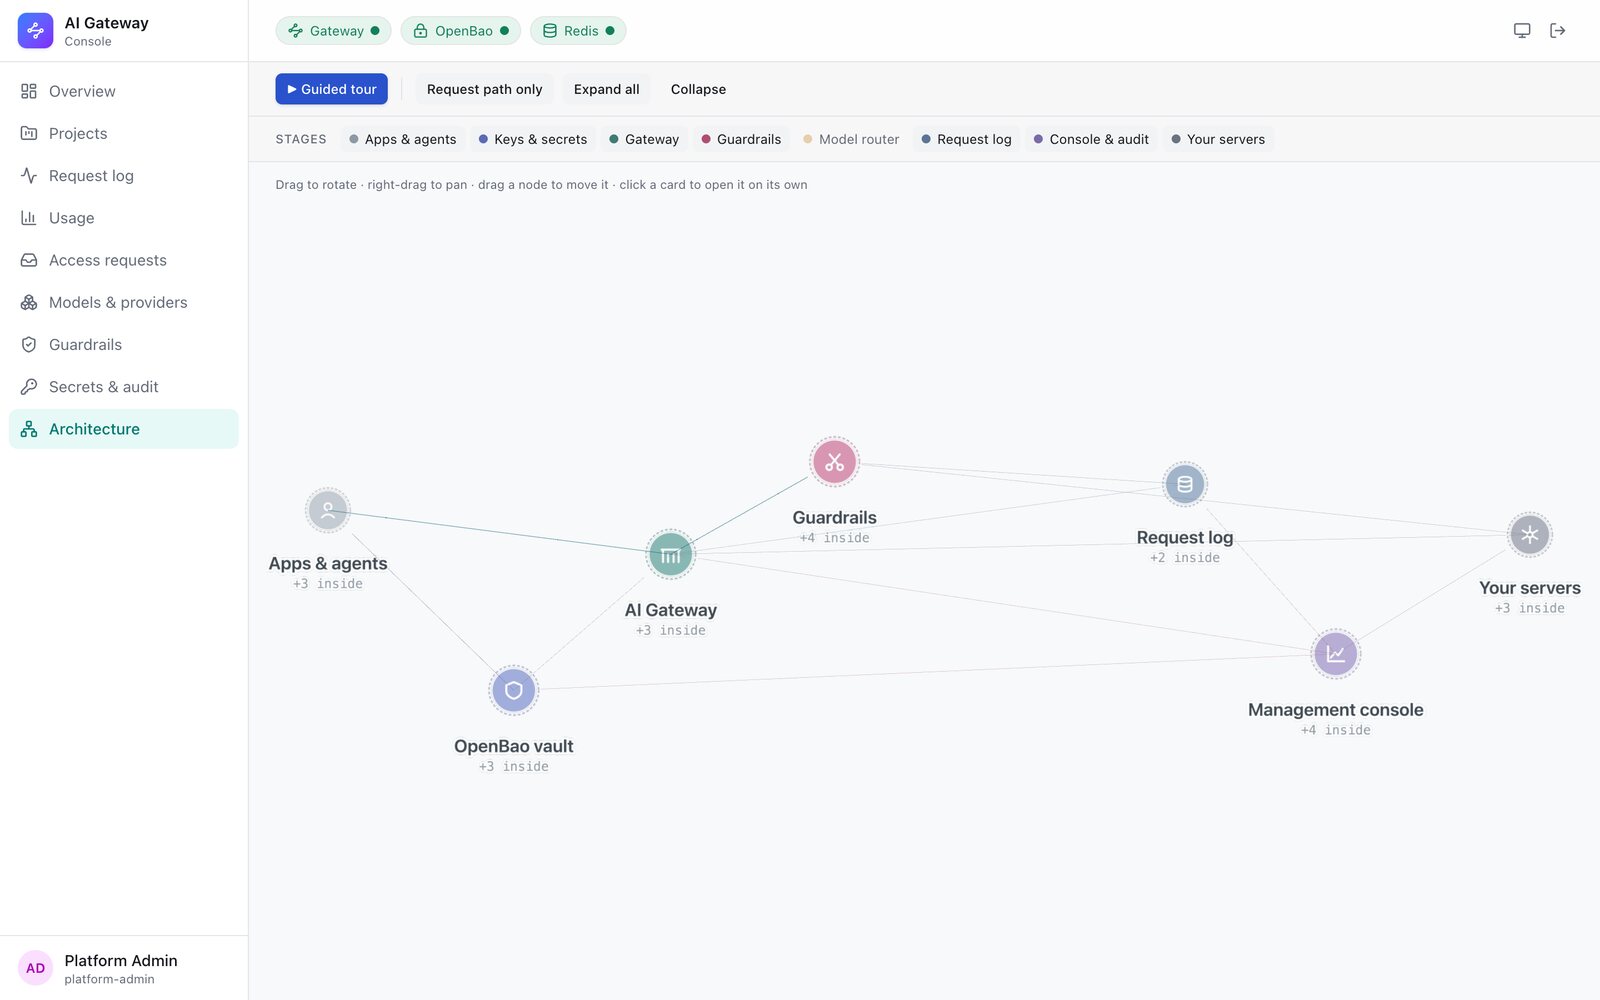 AI Gateway
Console
Overview
Projects
Request log
Usage
Access requests
Models & providers
Guardrails
Secrets & audit
Architecture
AD
Platform Admin
platform-admin
Gateway
OpenBao
Redis
Guided tour
Request path only
Expand all
Collapse
STAGES
Apps & agents
Keys & secrets
Gateway
Guardrails
Model router
Request log
Console & audit
Your servers
Drag to rotate · right-drag to pan · drag a node to move it · click a card to open it on its own
Guardrails
+4 inside
Request log
+2 inside
Apps & agents
+3 inside
Your servers
+3 inside
AI Gateway
+3 inside
Management console
+4 inside
OpenBao vault
+3 inside